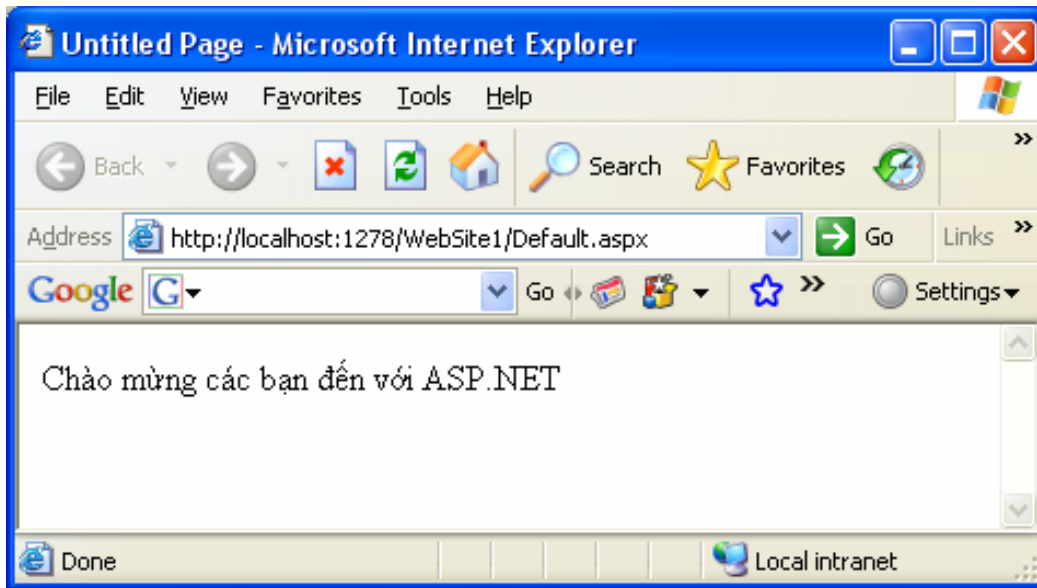 Untitled Page - Microsoft Internet Explorer
File Edit View Favorites Tools Help
Back Search Favorites »
Address http://localhost:1278/WebSite1/Default.aspx Go Links »
Google G Go » Settings
Chào mừng các bạn đến với ASP.NET
Done Local intranet